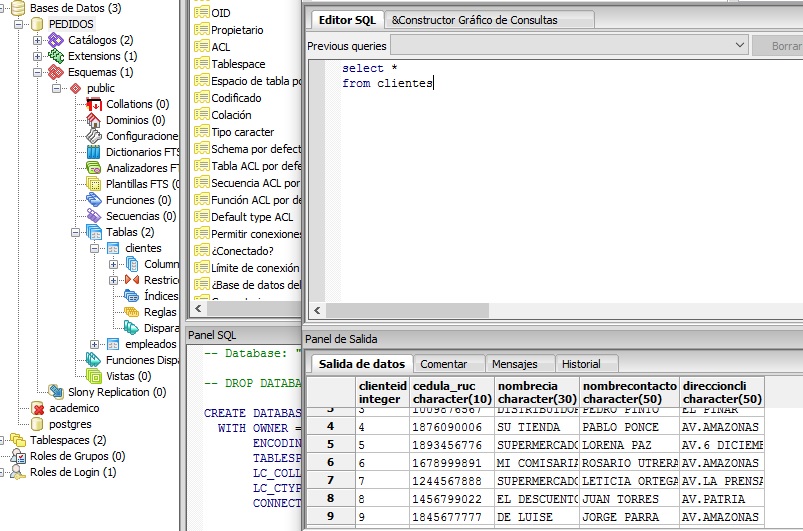 Bases de Datos (3)
PEDIDOS
Catálogos (2)
Extensions (1)
Esquemas (1)
public
Collations (0)
Dominios (0)
Configuracione
Dictionarios FTS
Analizadores FT
Plantillas FTS (0
Funciones (0)
Secuencias (0)
Tablas (2)
clientes
Column
Restricc
Índices
Reglas
Dispara
empleados
Funciones Dispa
Vistas (0)
Slony Replication (0)
academico
postgres
Tablespaces (2)
Roles de Grupos (0)
Roles de Login (1)
OID
Propietario
ACL
Tablespace
Espacio de tabla po
Codificado
Colación
Tipo caracter
Schema por defect
Tabla ACL por defe
Secuencia ACL por
Función ACL por de
Default type ACL
Permitir conexiones
¿Conectado?
Límite de conexión
¿Base de datos del
Panel SQL
-- Database: "
-- DROP DATABA
CREATE DATABAS
WITH OWNER =
ENCODIN
TABLESP
LC_COLL
LC_CTYP
CONNECT
Editor SQL
&Constructor Gráfico de Consultas
Previous queries
Borrar
select *
from clientes
Panel de Salida
Salida de datos Comentar Mensajes Historial
clienteid cedula_ruc nombrecia nombrecontacto direccioncli
integer character(10) character(30) character(50) character(50)
3 1009876567 DISTRIBUIDOR PEDRO PINTO EL PINAR
4 4 1876090006 SU TIENDA PABLO PONCE AV.AMAZONAS
5 5 1893456776 SUPERMERCADO LORENA PAZ AV.6 DICIEMB
6 6 1678999891 MI COMISARIA ROSARIO UTRERA AV.AMAZONAS
7 7 1244567888 SUPERMERCADO LETICIA ORTEGA AV.LA PRENSA
8 8 1456799022 EL DESCUENTO JUAN TORRES AV.PATRIA
9 9 1845677777 DE LUISE JORGE PARRA AV.AMAZONAS